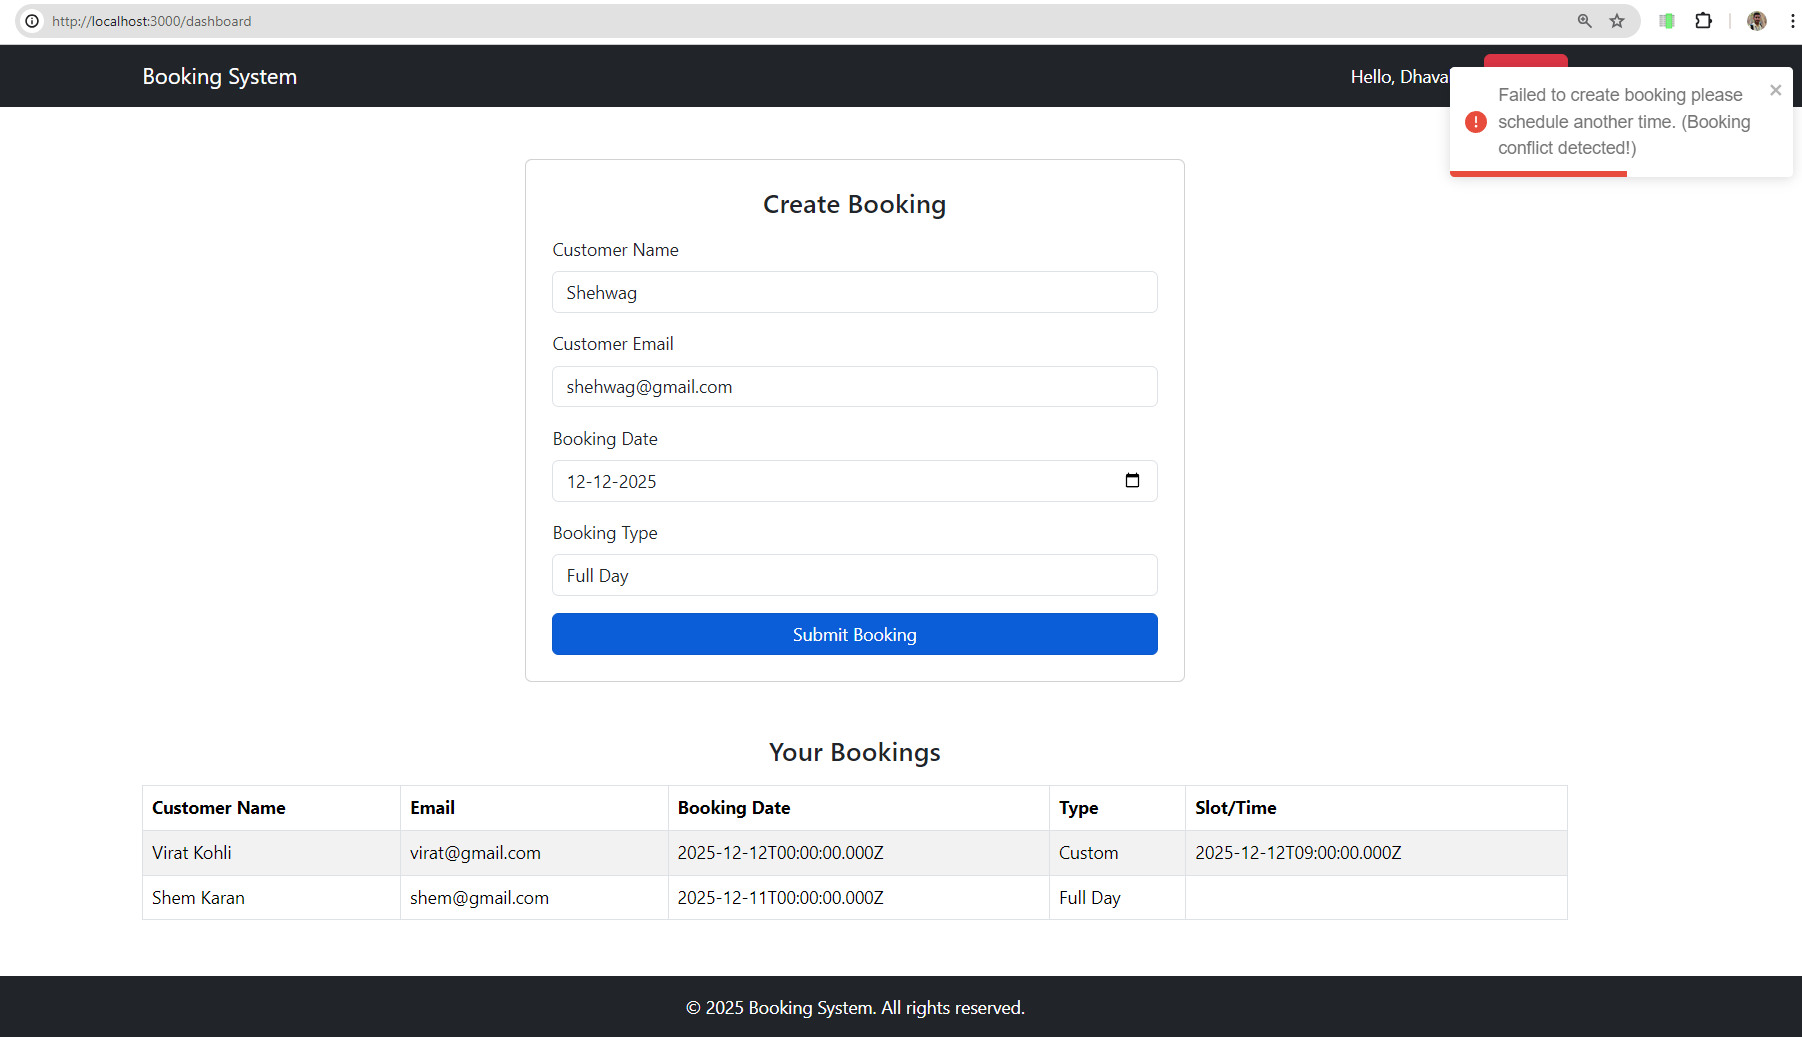 http://localhost:3000/dashboard
Booking System
Hello, Dhava
Failed to create booking please
schedule another time. (Booking
conflict detected!)
Create Booking
Customer Name
Shehwag
Customer Email
shehwag@gmail.com
Booking Date
12-12-2025
Booking Type
Full Day
Submit Booking
Your Bookings
Customer Name Email Booking Date Type Slot/Time
Virat Kohli virat@gmail.com 2025-12-12T00:00:00.000Z Custom 2025-12-12T09:00:00.000Z
Shem Karan shem@gmail.com 2025-12-11T00:00:00.000Z Full Day
© 2025 Booking System. All rights reserved.